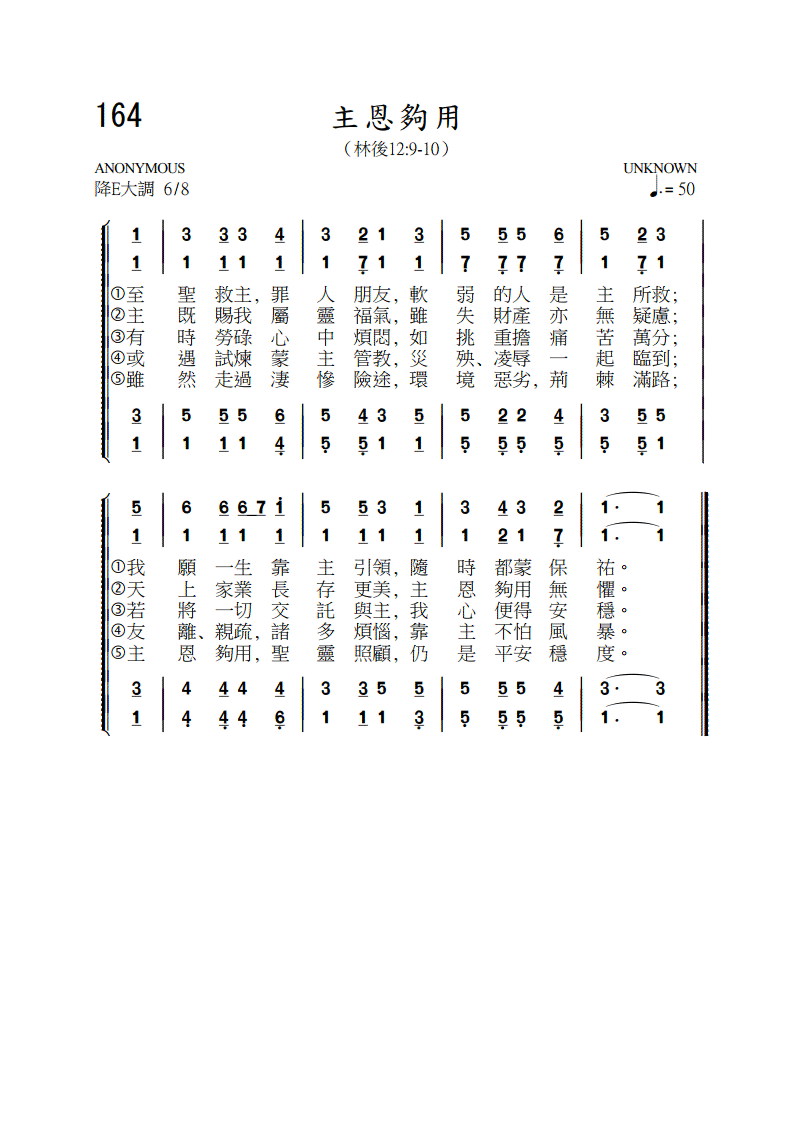 164
主恩夠用
（林後12:9-10）
ANONYMOUS UNKNOWN
降E大調 6/8 ♩. = 50
1 3 3 3 4 3 2 1 3 5 5 5 6 5 2 3
1 1 1 1 1 1 7 1 1 7 7 7 7 1 7 1
①至 聖 救主, 罪 人 朋友, 軟 弱 的人 是 主 所救;
②主 既 賜我 屬 靈 福氣, 雖 失 財產 亦 無 疑慮;
③有 時 勞碌 心 中 煩悶, 如 挑 重擔 痛 苦 萬分;
④或 遇 試煉 蒙 主 管教, 災 殃、凌辱 一 起 臨到;
⑤雖 然 走過 淒 慘 險途, 環 境 惡劣, 荊 棘 滿路;
3 5 5 5 6 5 4 3 5 5 2 2 4 3 5 5
1 1 1 1 4 5 5 1 1 5 5 5 5 5 5 1
5 6 6 6 7 1 5 5 3 1 3 4 3 2 1· 1
1 1 1 1 1 1 1 1 1 1 2 1 7 1· 1
①我 願 一生 靠 主 引領, 隨 時 都蒙 保 祐。
②天 上 家業 長 存 更美, 主 恩 夠用 無 懼。
③若 將 一切 交 託 與主, 我 心 便得 安 穩。
④友 離、親疏, 諸 多 煩惱, 靠 主 不怕 風 暴。
⑤主 恩 夠用, 聖 靈 照顧, 仍 是 平安 穩 度。
3 4 4 4 4 3 3 5 5 5 5 5 4 3· 3
1 4 4 4 6 1 1 1 3 5 5 5 5 1· 1